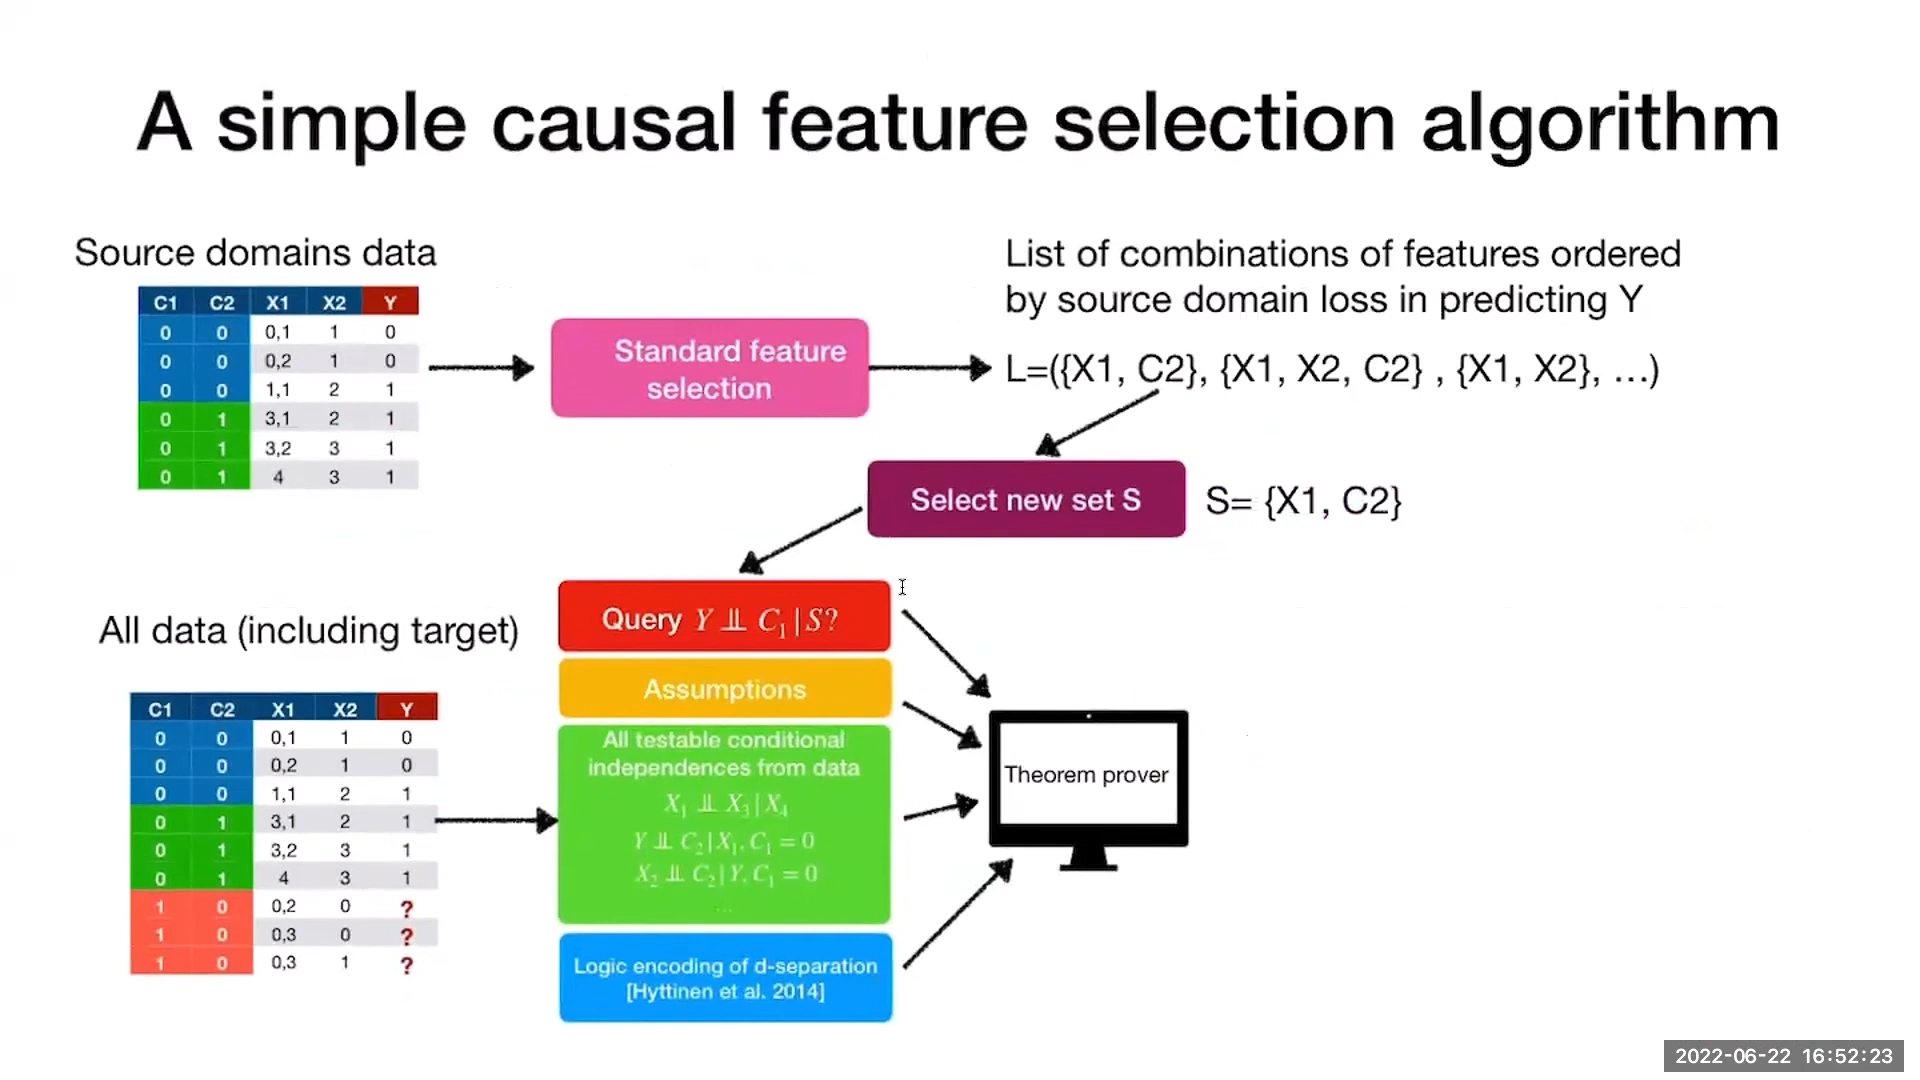 A simple causal feature selection algorithm
Source domains data
C1 C2 X1 X2 Y
0 0 0,1 1 0
0 0 0,2 1 0
0 0 1,1 2 1
0 1 3,1 2 1
0 1 3,2 3 1
0 1 4 3 1
Standard feature
selection
List of combinations of features ordered
by source domain loss in predicting Y
L=({X1, C2}, {X1, X2, C2} , {X1, X2}, ...)
Select new set S
S= {X1, C2}
All data (including target)
C1 C2 X1 X2 Y
0 0 0,1 1 0
0 0 0,2 1 0
0 0 1,1 2 1
0 1 3,1 2 1
0 1 3,2 3 1
0 1 4 3 1
1 0 0,2 0 ?
1 0 0,3 0 ?
1 0 0,3 1 ?
Query Y ⫫ C₁ | S?
Assumptions
All testable conditional
independences from data
X₁ ⫫ X₃ | X₄
Y ⫫ C₂ | X₁, C₁ = 0
X₂ ⫫ C₂ | Y, C₁ = 0
...
Logic encoding of d-separation
[Hyttinen et al. 2014]
Theorem prover
2022-06-22 16:52:23